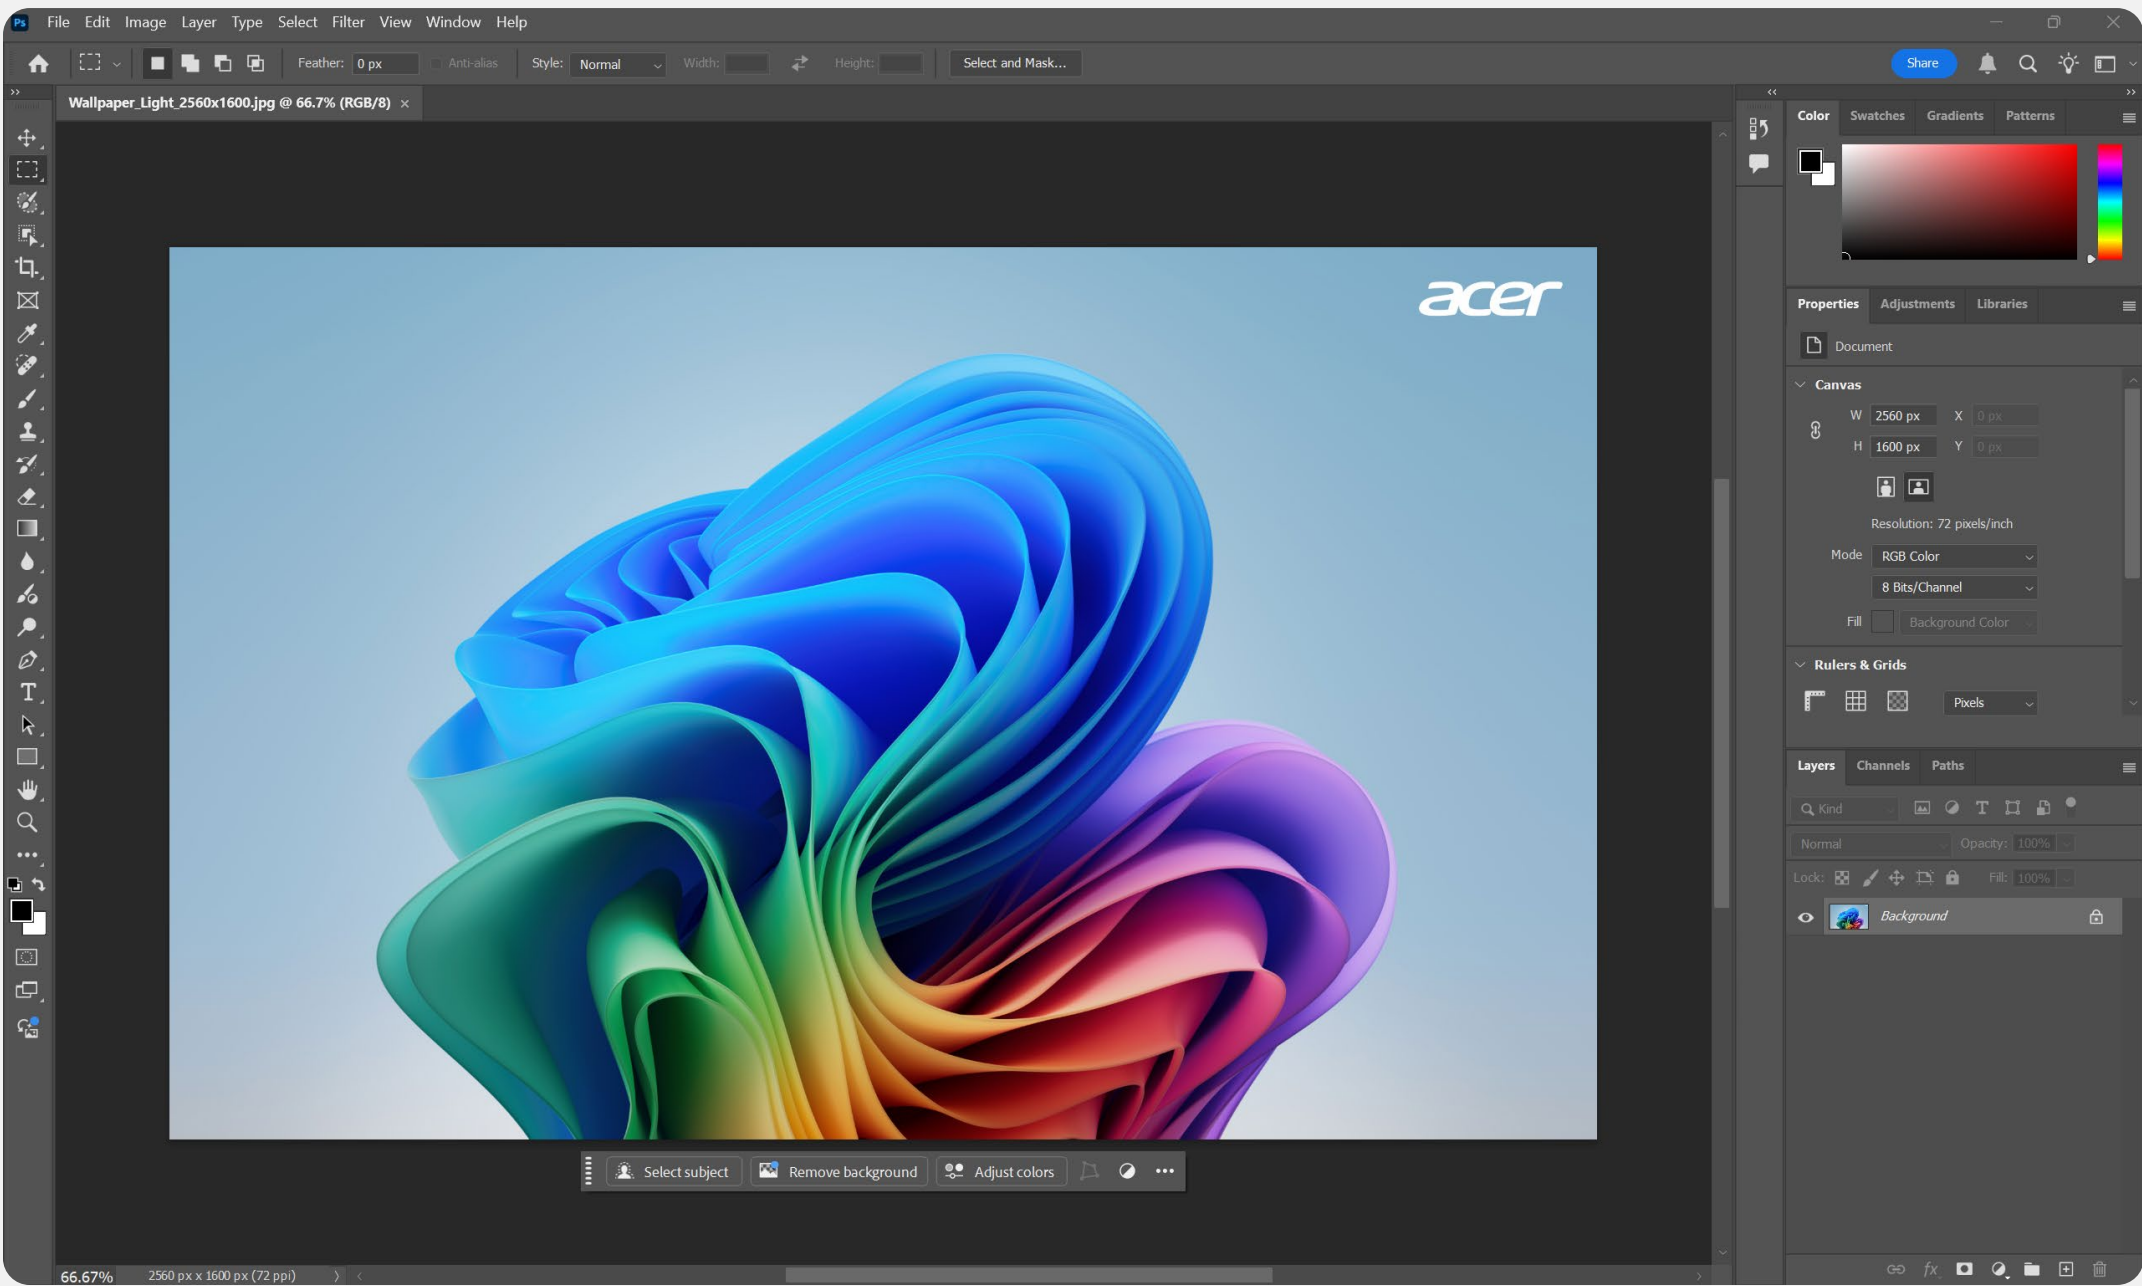 Ps File Edit Image Layer Type Select Filter View Window Help
Feather: 0 px Anti-alias Style: Normal Width: Height: Select and Mask... Share
Wallpaper_Light_2560x1600.jpg @ 66.7% (RGB/8) ×
Color Swatches Gradients Patterns
acer
Properties Adjustments Libraries
Document
Canvas
W 2560 px X 0 px
H 1600 px Y 0 px
Resolution: 72 pixels/inch
Mode RGB Color
8 Bits/Channel
Fill Background Color
Rulers & Grids
Pixels
Layers Channels Paths
Kind
Normal Opacity: 100%
Lock: Fill: 100%
Background
Select subject Remove background Adjust colors
66.67% 2560 px x 1600 px (72 ppi)